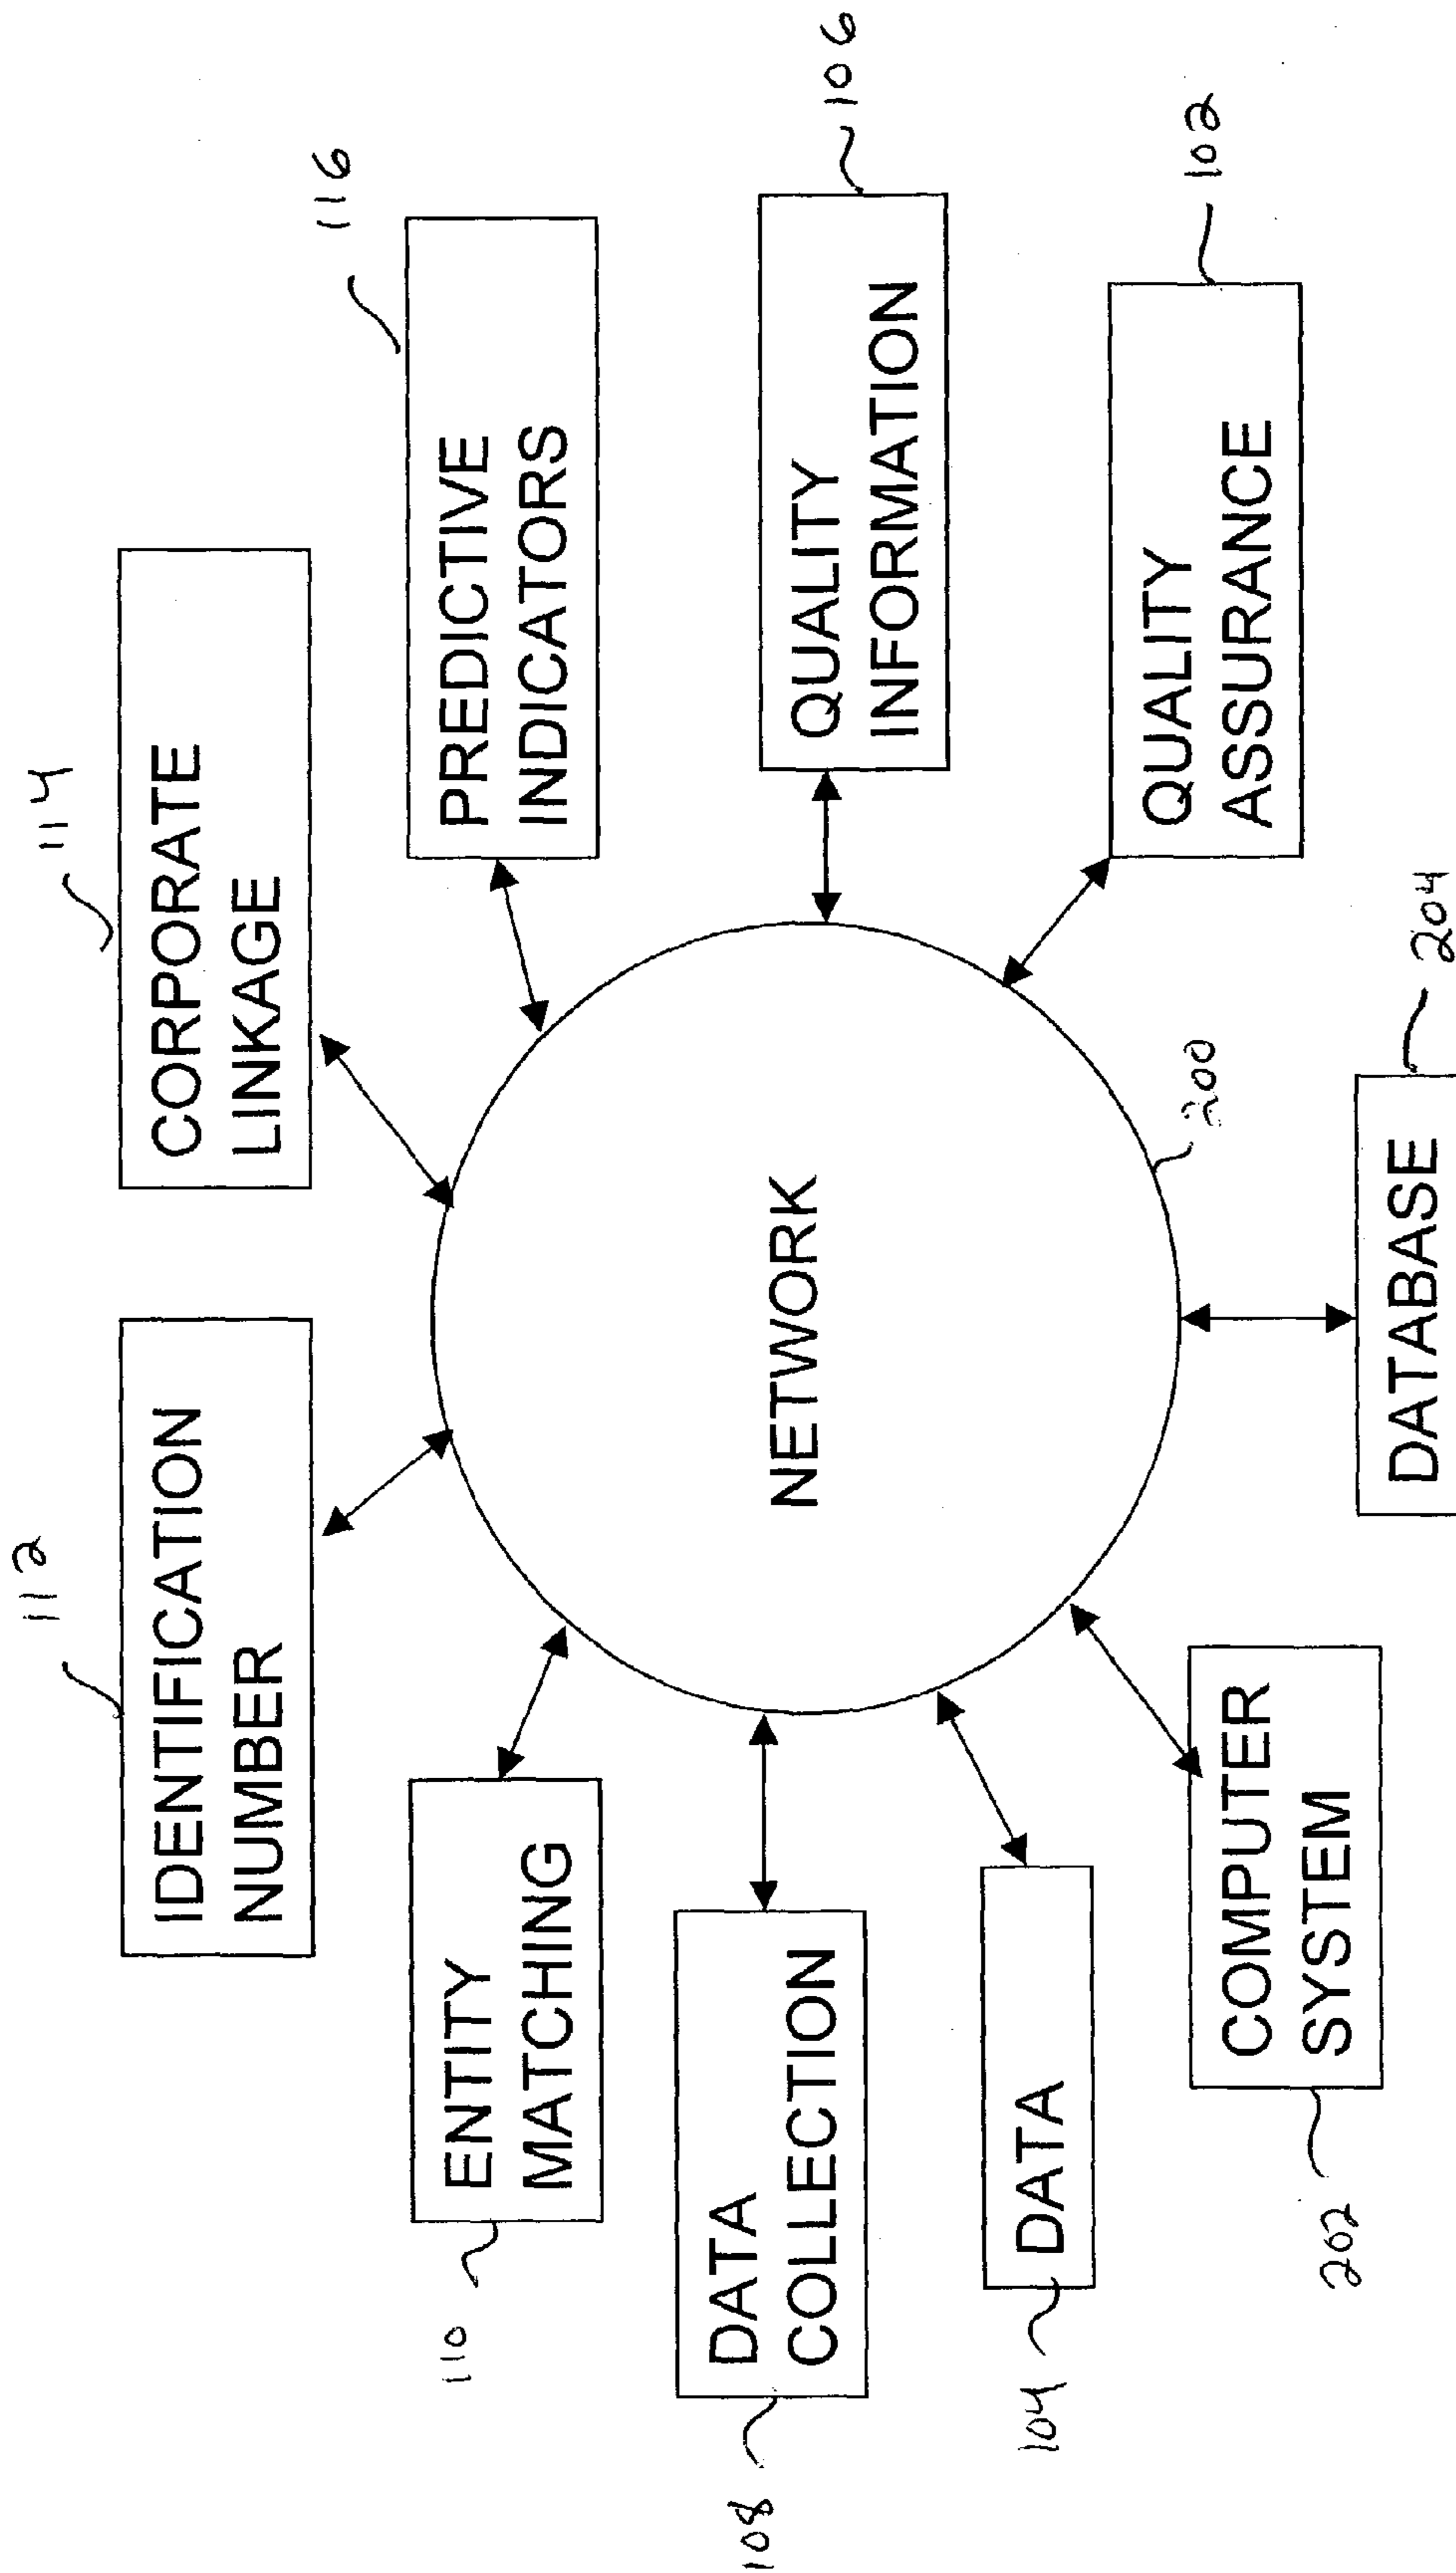 112
IDENTIFICATION
NUMBER
114
CORPORATE
LINKAGE
116
PREDICTIVE
INDICATORS
110
ENTITY
MATCHING
108
DATA
COLLECTION
NETWORK
200
QUALITY
INFORMATION
106
104
DATA
QUALITY
ASSURANCE
102
202
COMPUTER
SYSTEM
DATABASE
204